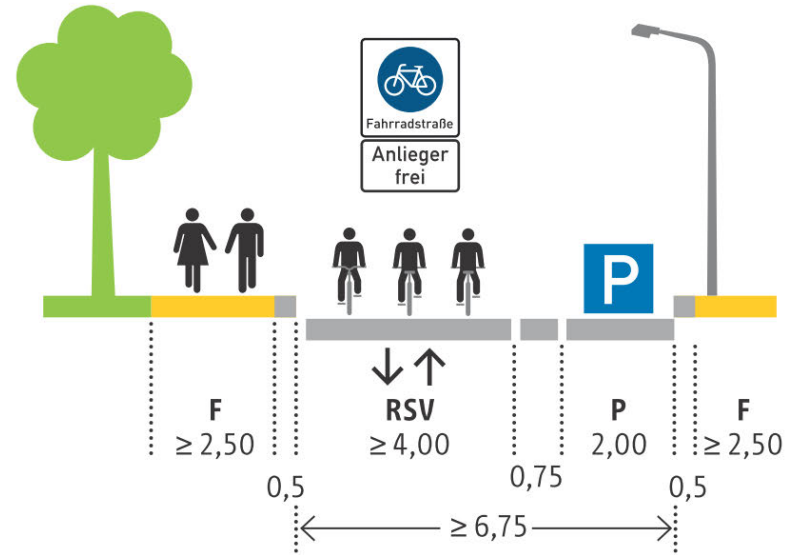 Fahrradstraße
Anlieger
frei
P
F RSV P F
≥ 2,50 ≥ 4,00 2,00 ≥ 2,50
0,5 0,75 0,5
≥ 6,75